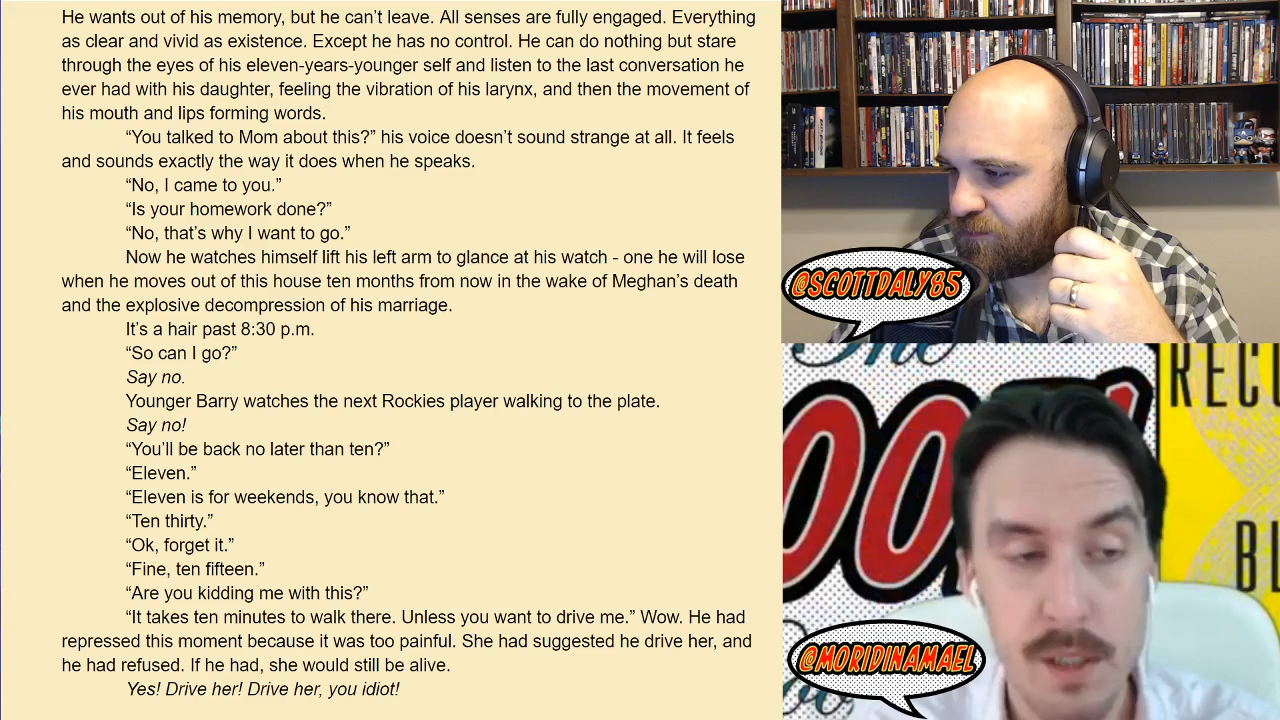 He wants out of his memory, but he can’t leave. All senses are fully engaged. Everything
as clear and vivid as existence. Except he has no control. He can do nothing but stare
through the eyes of his eleven-years-younger self and listen to the last conversation he
ever had with his daughter, feeling the vibration of his larynx, and then the movement of
his mouth and lips forming words.
“You talked to Mom about this?” his voice doesn’t sound strange at all. It feels
and sounds exactly the way it does when he speaks.
“No, I came to you.”
“Is your homework done?”
“No, that’s why I want to go.”
Now he watches himself lift his left arm to glance at his watch - one he will lose
when he moves out of this house ten months from now in the wake of Meghan’s death
and the explosive decompression of his marriage.
It’s a hair past 8:30 p.m.
“So can I go?”
Say no.
Younger Barry watches the next Rockies player walking to the plate.
Say no!
“You’ll be back no later than ten?”
“Eleven.”
“Eleven is for weekends, you know that.”
“Ten thirty.”
“Ok, forget it.”
“Fine, ten fifteen.”
“Are you kidding me with this?”
“It takes ten minutes to walk there. Unless you want to drive me.” Wow. He had
repressed this moment because it was too painful. She had suggested he drive her, and
he had refused. If he had, she would still be alive.
Yes! Drive her! Drive her, you idiot!
@SCOTTDALY85
The
REC
BL
@MORIDINAMAEL